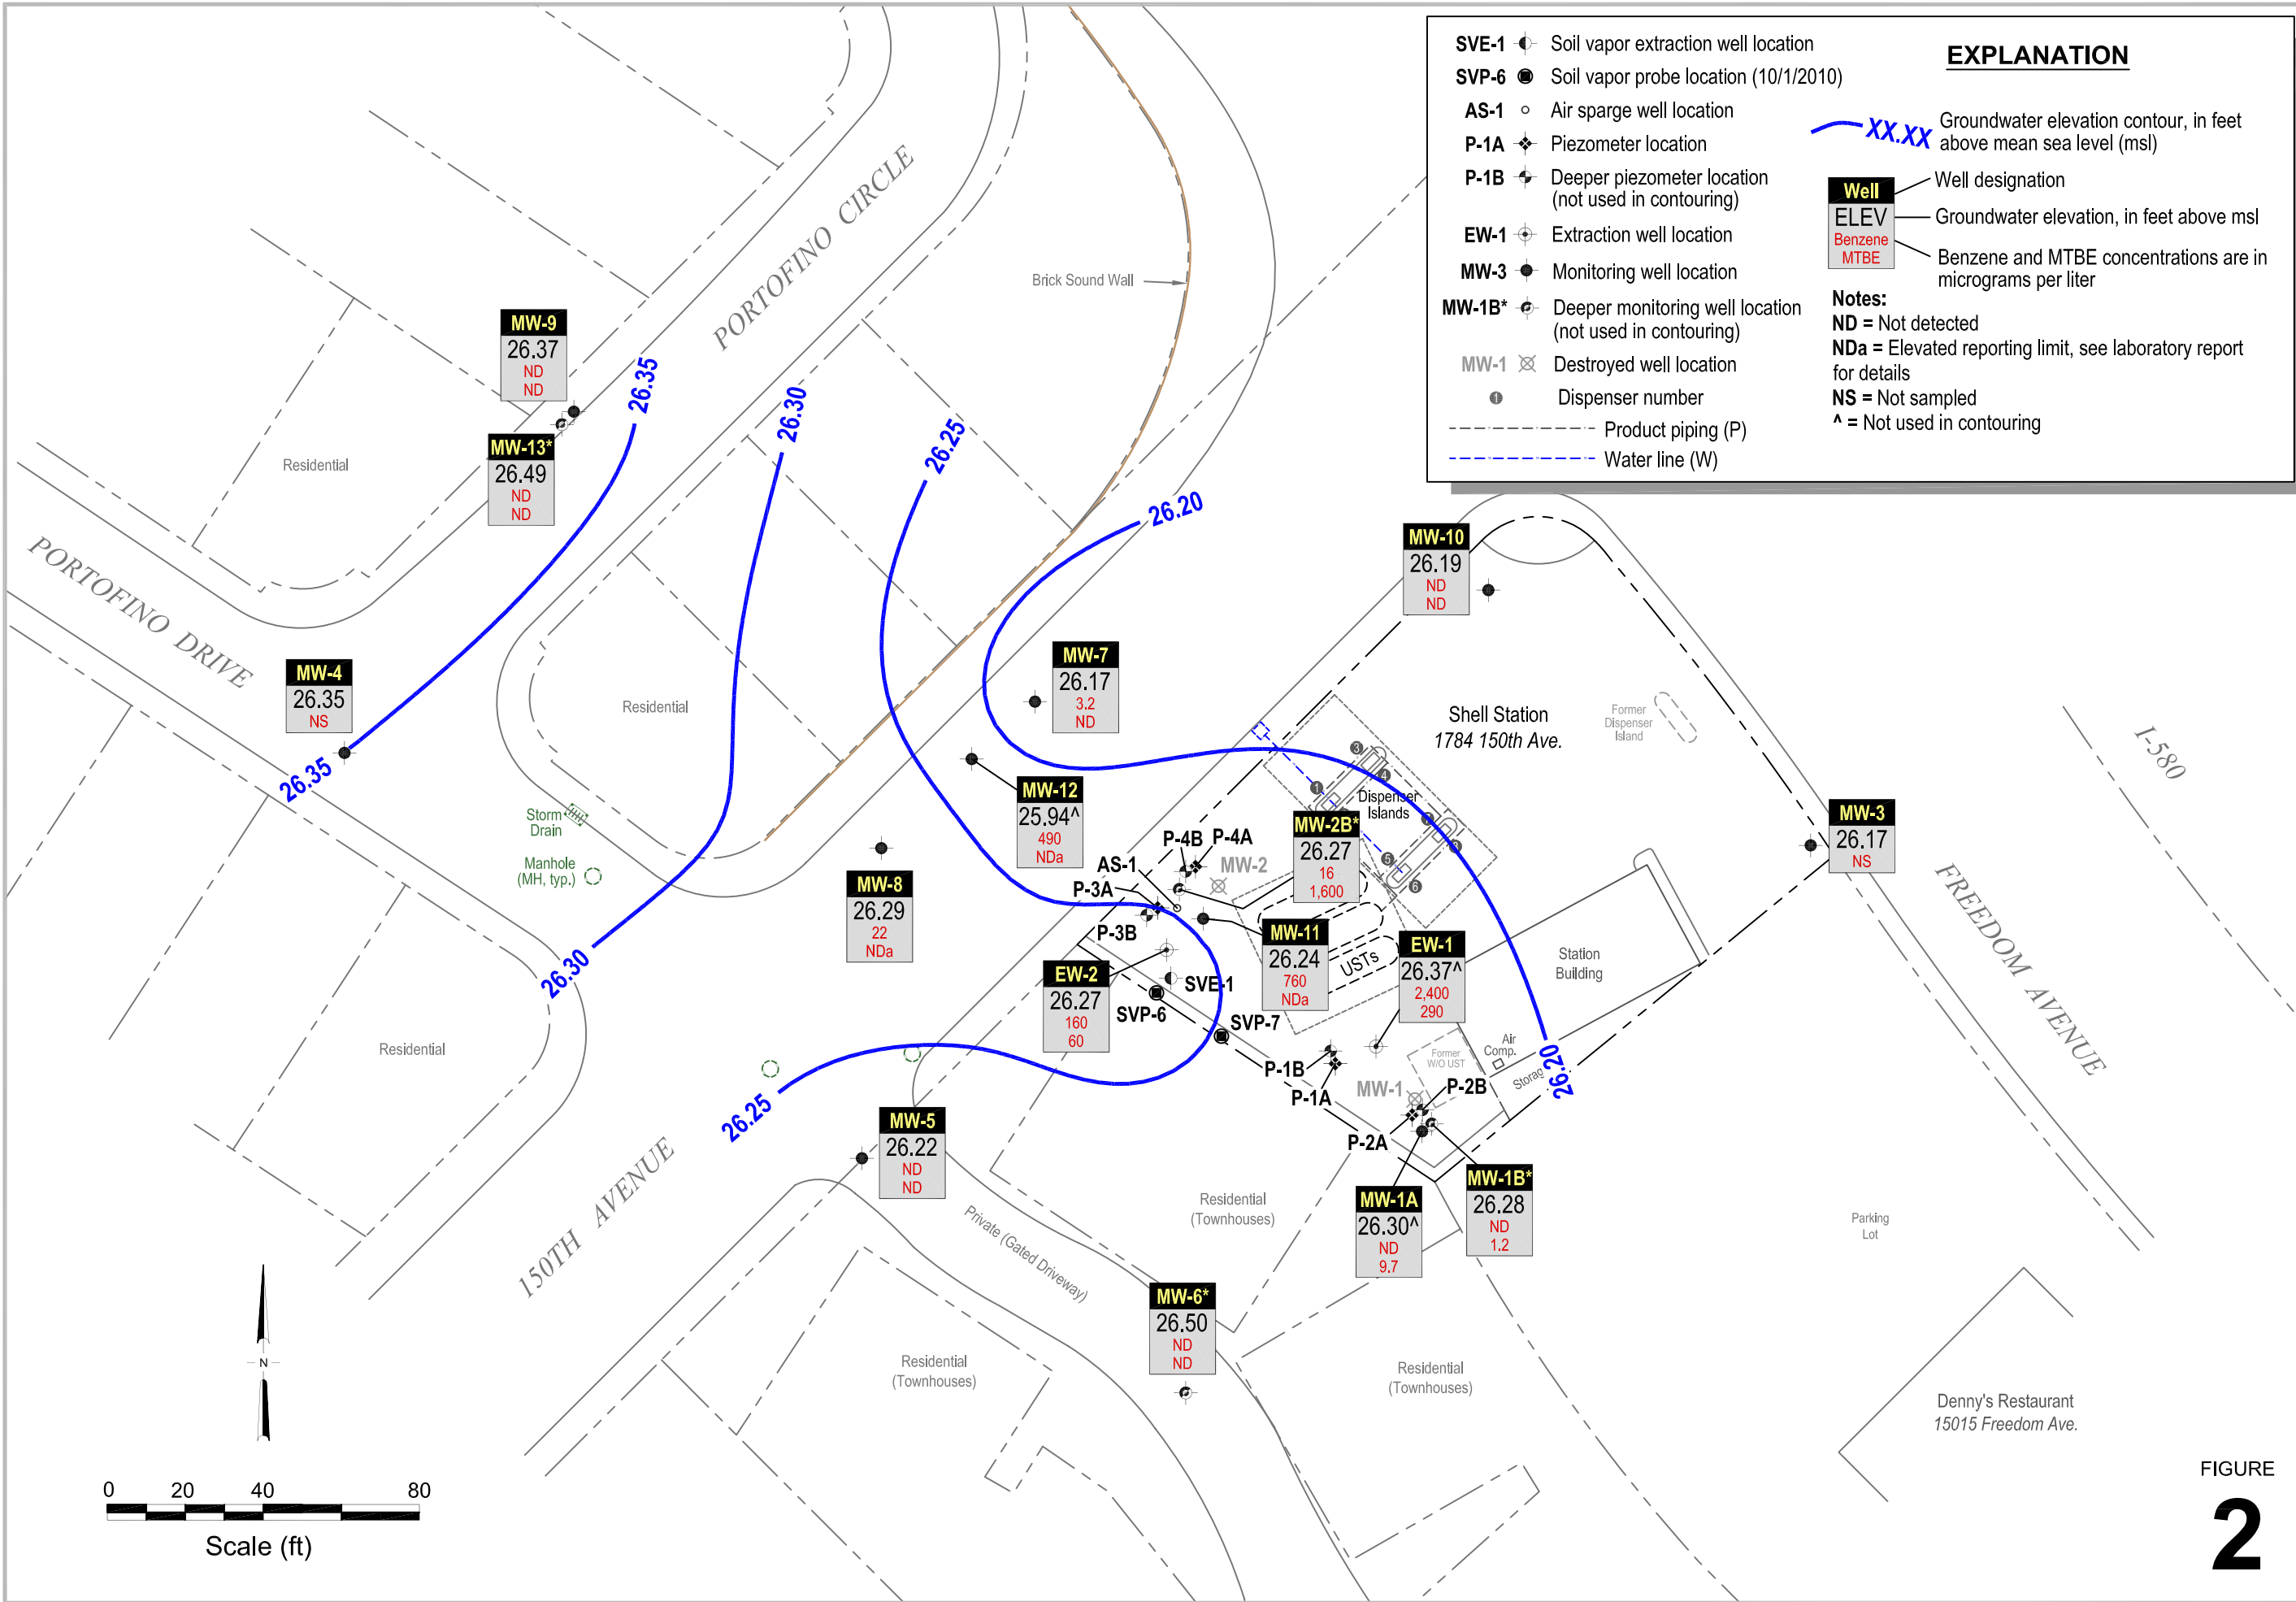 SVE-1 Soil vapor extraction well location
SVP-6 Soil vapor probe location (10/1/2010)
AS-1 Air sparge well location
P-1A Piezometer location
P-1B Deeper piezometer location
(not used in contouring)
EW-1 Extraction well location
MW-3 Monitoring well location
MW-1B* Deeper monitoring well location
(not used in contouring)
MW-1 Destroyed well location
1 Dispenser number
Product piping (P)
Water line (W)
EXPLANATION
XX.XX Groundwater elevation contour, in feet
above mean sea level (msl)
Well
ELEV
Benzene
MTBE
Well designation
Groundwater elevation, in feet above msl
Benzene and MTBE concentrations are in
micrograms per liter
Notes:
ND = Not detected
NDa = Elevated reporting limit, see laboratory report
for details
NS = Not sampled
^ = Not used in contouring
PORTOFINO CIRCLE
Brick Sound Wall
MW-9
26.37
ND
ND
MW-13*
26.49
ND
ND
26.35
26.30
26.25
26.20
Residential
PORTOFINO DRIVE
MW-4
26.35
NS
26.35
Residential
MW-7
26.17
3.2
ND
MW-10
26.19
ND
ND
Shell Station
1784 150th Ave.
Former
Dispenser
Island
I-580
MW-3
26.17
NS
FREEDOM AVENUE
Storm
Drain
Manhole
(MH, typ.)
MW-8
26.29
22
NDa
MW-12
25.94^
490
NDa
3
4
1
Dispenser
Islands
5
6
MW-2B*
26.27
16
1,600
P-4B
P-4A
MW-2
AS-1
P-3A
P-3B
MW-11
26.24
760
NDa
USTs
EW-1
26.37^
2,400
290
Station
Building
EW-2
26.27
160
60
SVE-1
SVP-6
SVP-7
26.30
Residential
26.25
P-1B
P-1A
MW-1
Former
W/O UST
Air
Comp.
26.20
P-2B
P-2A
MW-5
26.22
ND
ND
150TH AVENUE
Private (Gated Driveway)
Residential
(Townhouses)
MW-1A
26.30^
ND
9.7
MW-1B*
26.28
ND
1.2
Parking
Lot
MW-6*
26.50
ND
ND
Residential
(Townhouses)
Residential
(Townhouses)
Denny's Restaurant
15015 Freedom Ave.
N
0 20 40 80
Scale (ft)
FIGURE
2